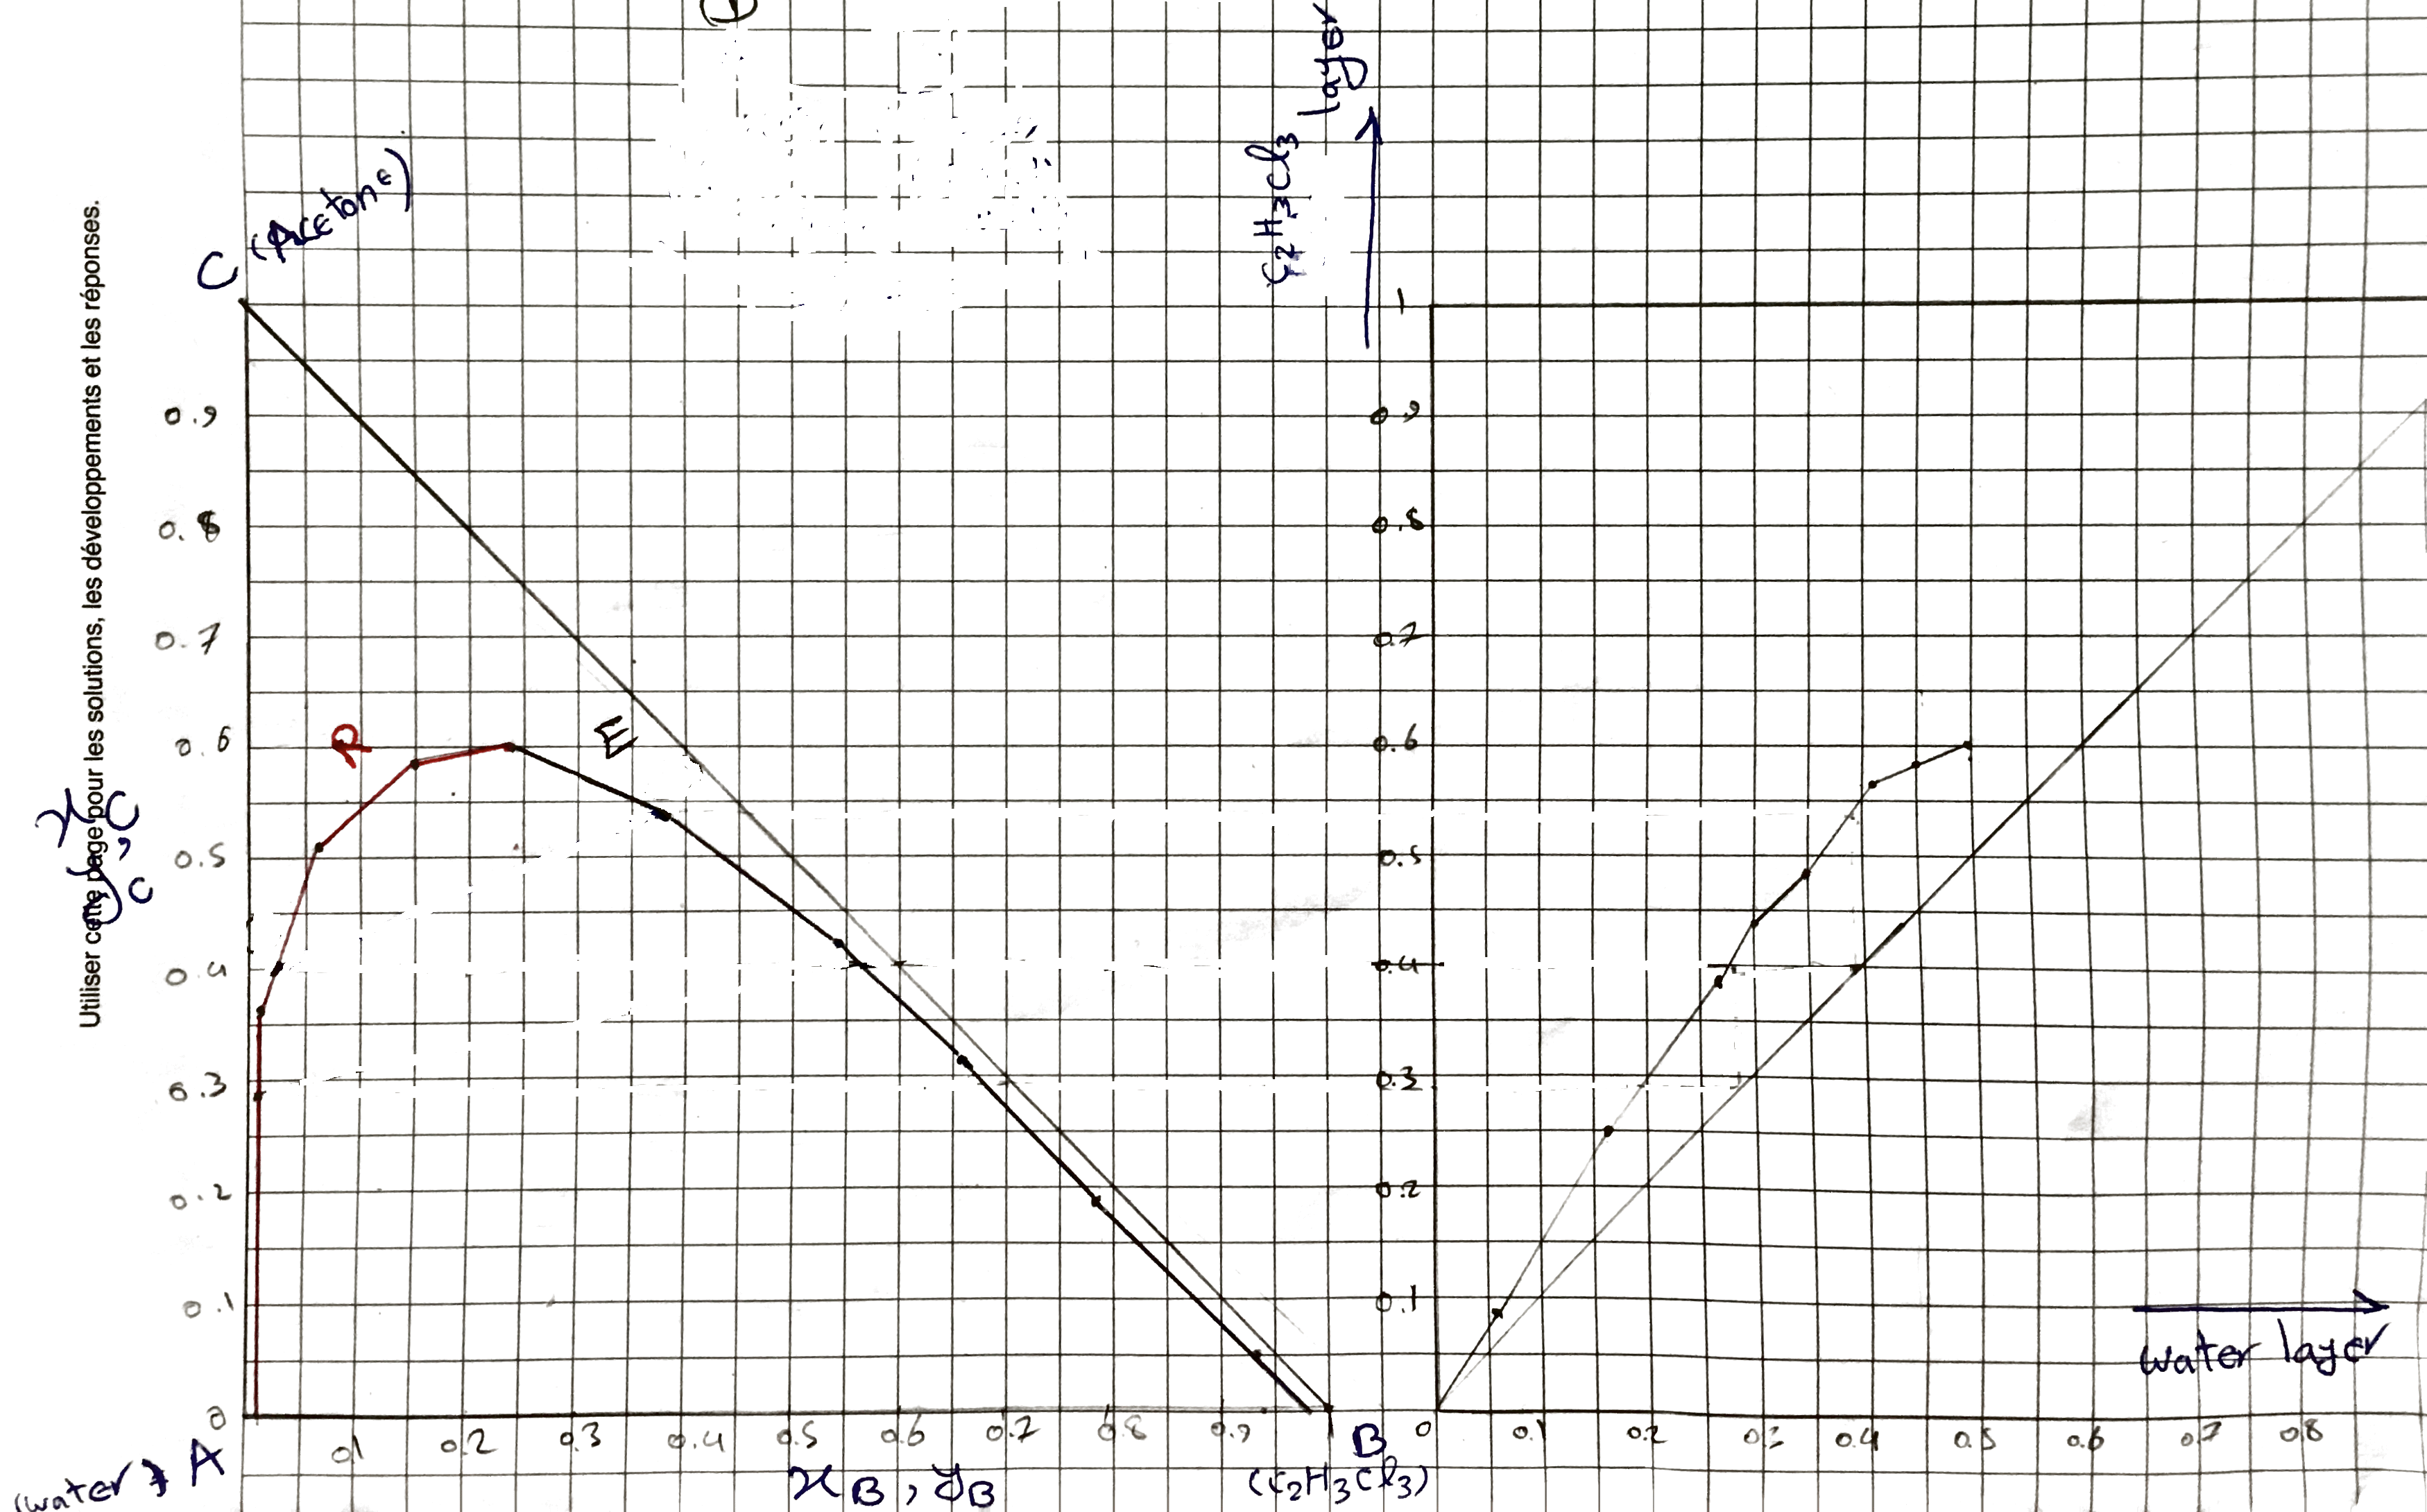 1
C₂H₃Cl₃ layer
C (Acetone)
Utiliser cette page pour les solutions, les développements et les réponses.
x_C, y_C
0.9
0.8
0.7
0.6
0.5
0.4
0.3
0.2
0.1
0
R
E
0.1 0.2 0.3 0.4 0.5 0.6 0.7 0.8 0.9 1
(water) A
x_B, y_B
B
(C₂H₃Cl₃)
1
0.9
0.8
0.7
0.6
0.5
0.4
0.3
0.2
0.1
0 0.1 0.2 0.3 0.4 0.5 0.6 0.7 0.8
water layer